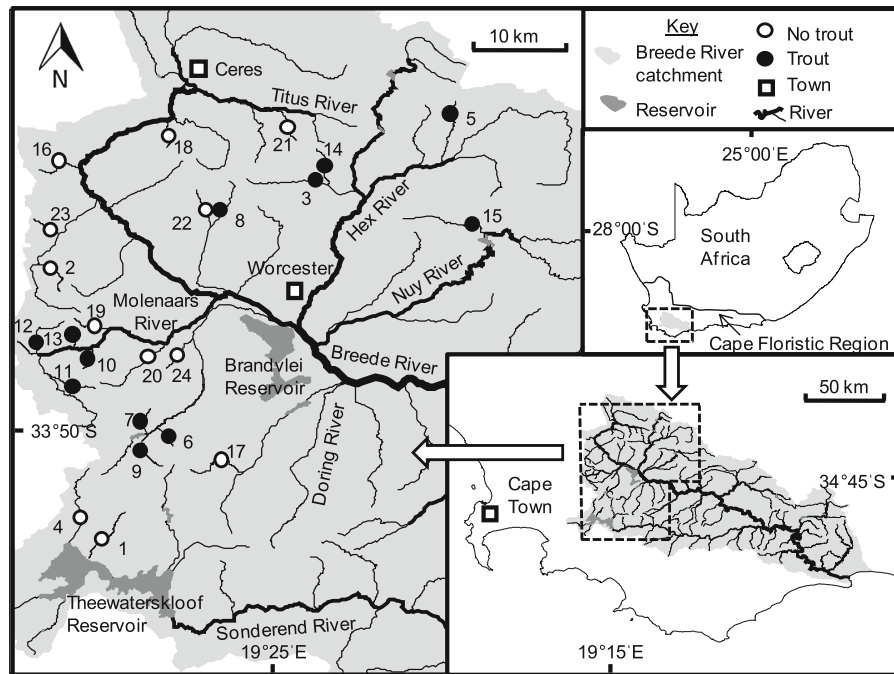 N
10 km
Key
Breede River
catchment
Reservoir
No trout
Trout
Town
River
Ceres
Titus River
5
16
18
21
14
3
23
22
8
Hex River
15
2
Worcester
Nuy River
Molenaars
River
12
13
19
10
11
20
24
Brandvlei
Reservoir
Breede River
7
6
9
17
Doring River
33°50'S
4
1
Theewaterskloof
Reservoir
Sonderend River
19°25'E
25°00'E
28°00'S
South
Africa
Cape Floristic Region
50 km
34°45'S
Cape
Town
19°15'E